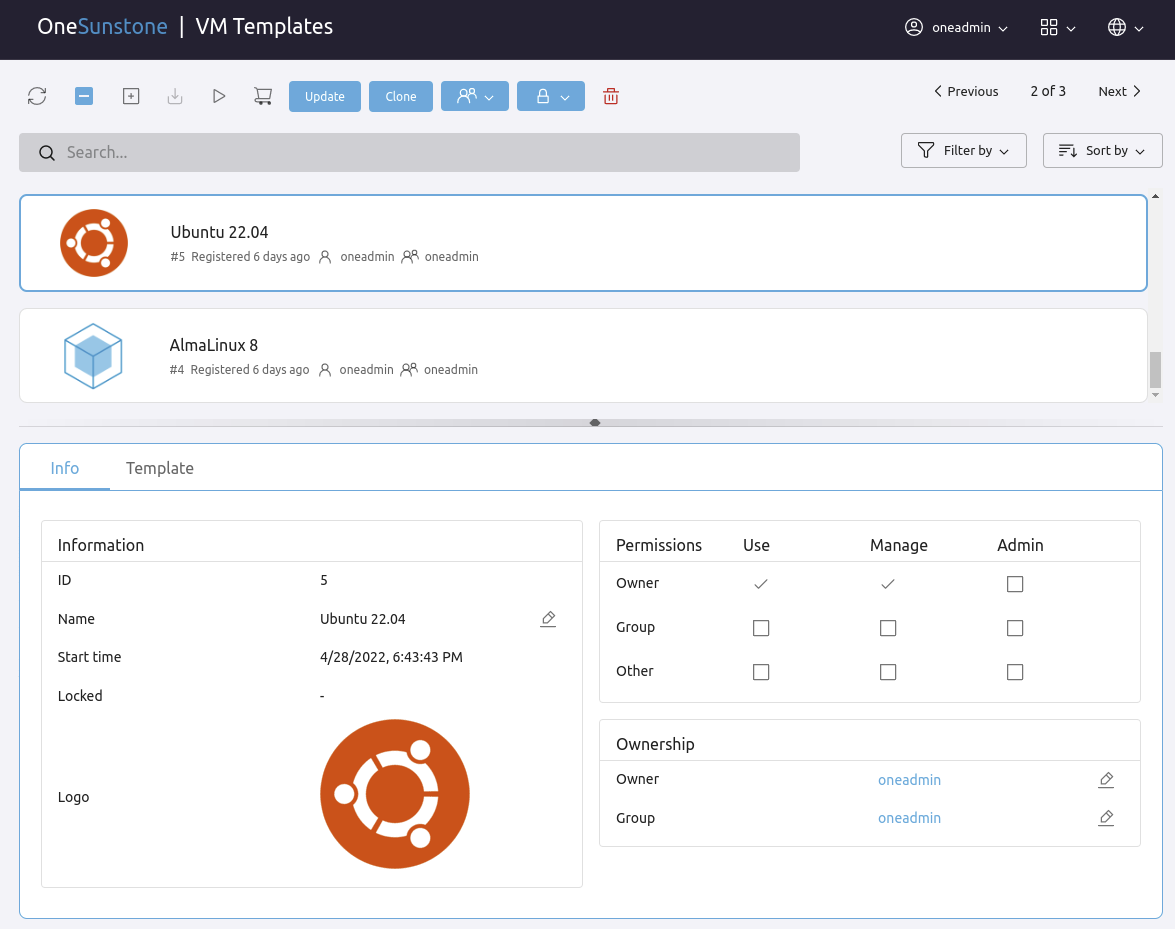 OneSunstone | VM Templates
oneadmin
Update
Clone
Previous
2 of 3
Next
Search...
Filter by
Sort by
Ubuntu 22.04
#5 Registered 6 days ago oneadmin oneadmin
AlmaLinux 8
#4 Registered 6 days ago oneadmin oneadmin
Info
Template
Information
ID 5
Name Ubuntu 22.04
Start time 4/28/2022, 6:43:43 PM
Locked -
Logo
Permissions Use Manage Admin
Owner
Group
Other
Ownership
Owner oneadmin
Group oneadmin